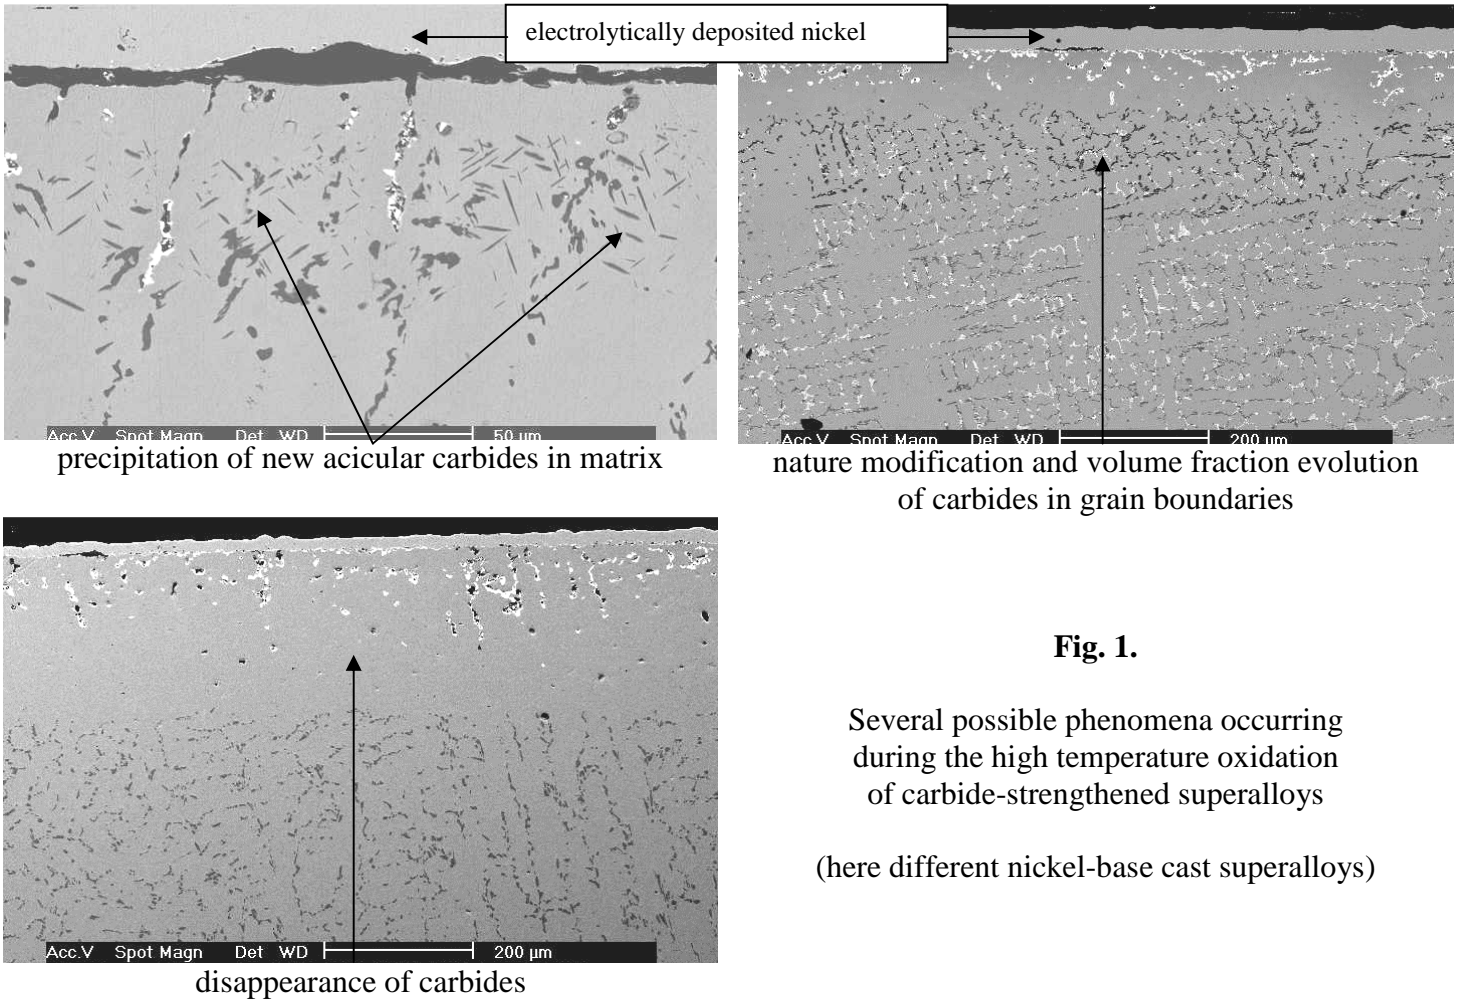 electrolytically deposited nickel
Acc.V Spot Magn Det WD 50 µm
precipitation of new acicular carbides in matrix
Acc.V Spot Magn Det WD 200 µm
nature modification and volume fraction evolution
of carbides in grain boundaries
Acc.V Spot Magn Det WD 200 µm
disappearance of carbides
Fig. 1.
Several possible phenomena occurring
during the high temperature oxidation
of carbide-strengthened superalloys
(here different nickel-base cast superalloys)